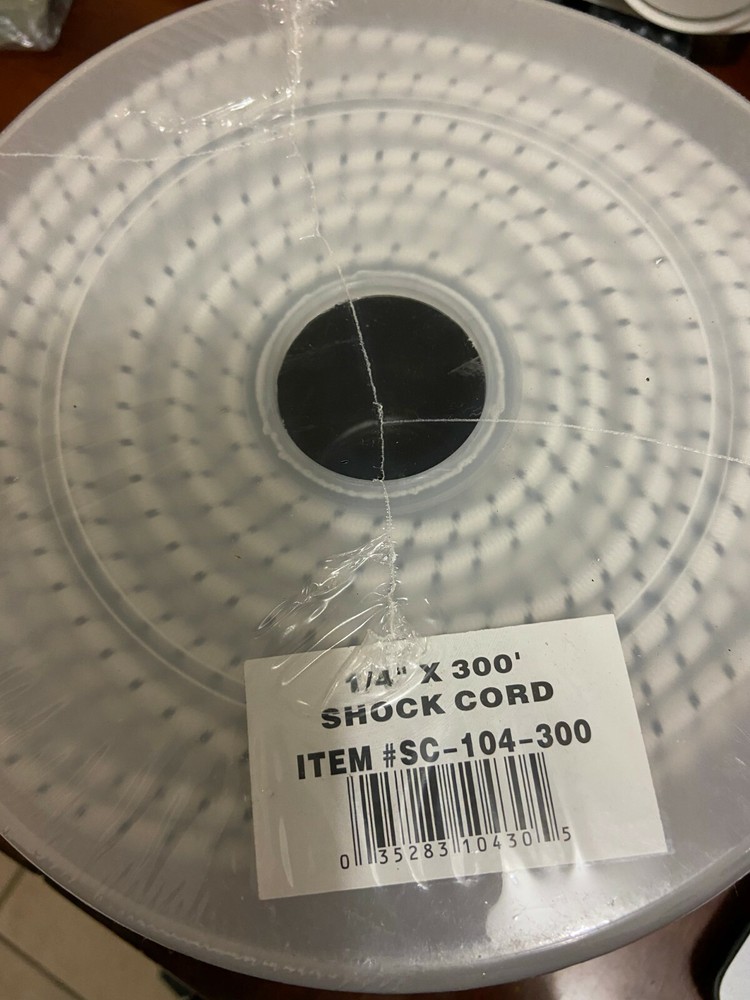 1/4" X 300'
SHOCK CORD
ITEM #SC-104-300
0 35283 10430 5